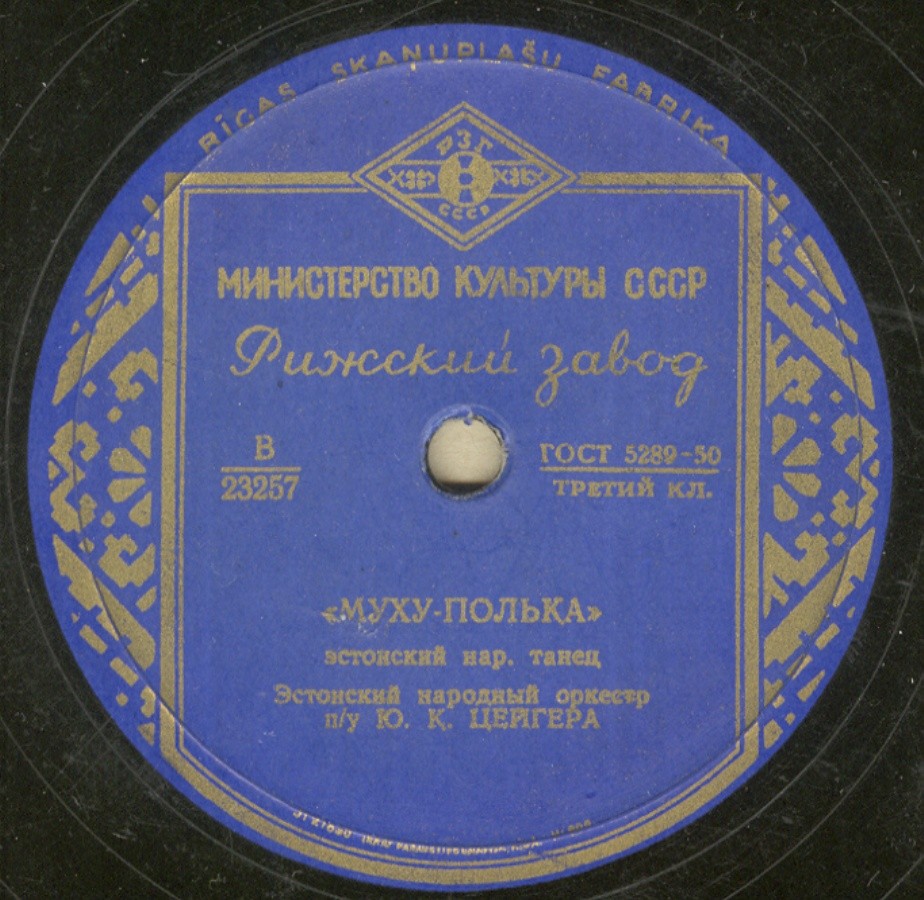 RĪGAS SKAŅUPLAŠU FABRIKA
РЗГ
СССР
МИНИСТЕРСТВО КУЛЬТУРЫ СССР
Рижский завод
В
23257
ГОСТ 5289-50
ТРЕТИЙ КЛ.
«МУХУ-ПОЛЬКА»
эстонский нар. танец
Эстонский народный оркестр
п/у Ю. К. ЦЕЙГЕРА